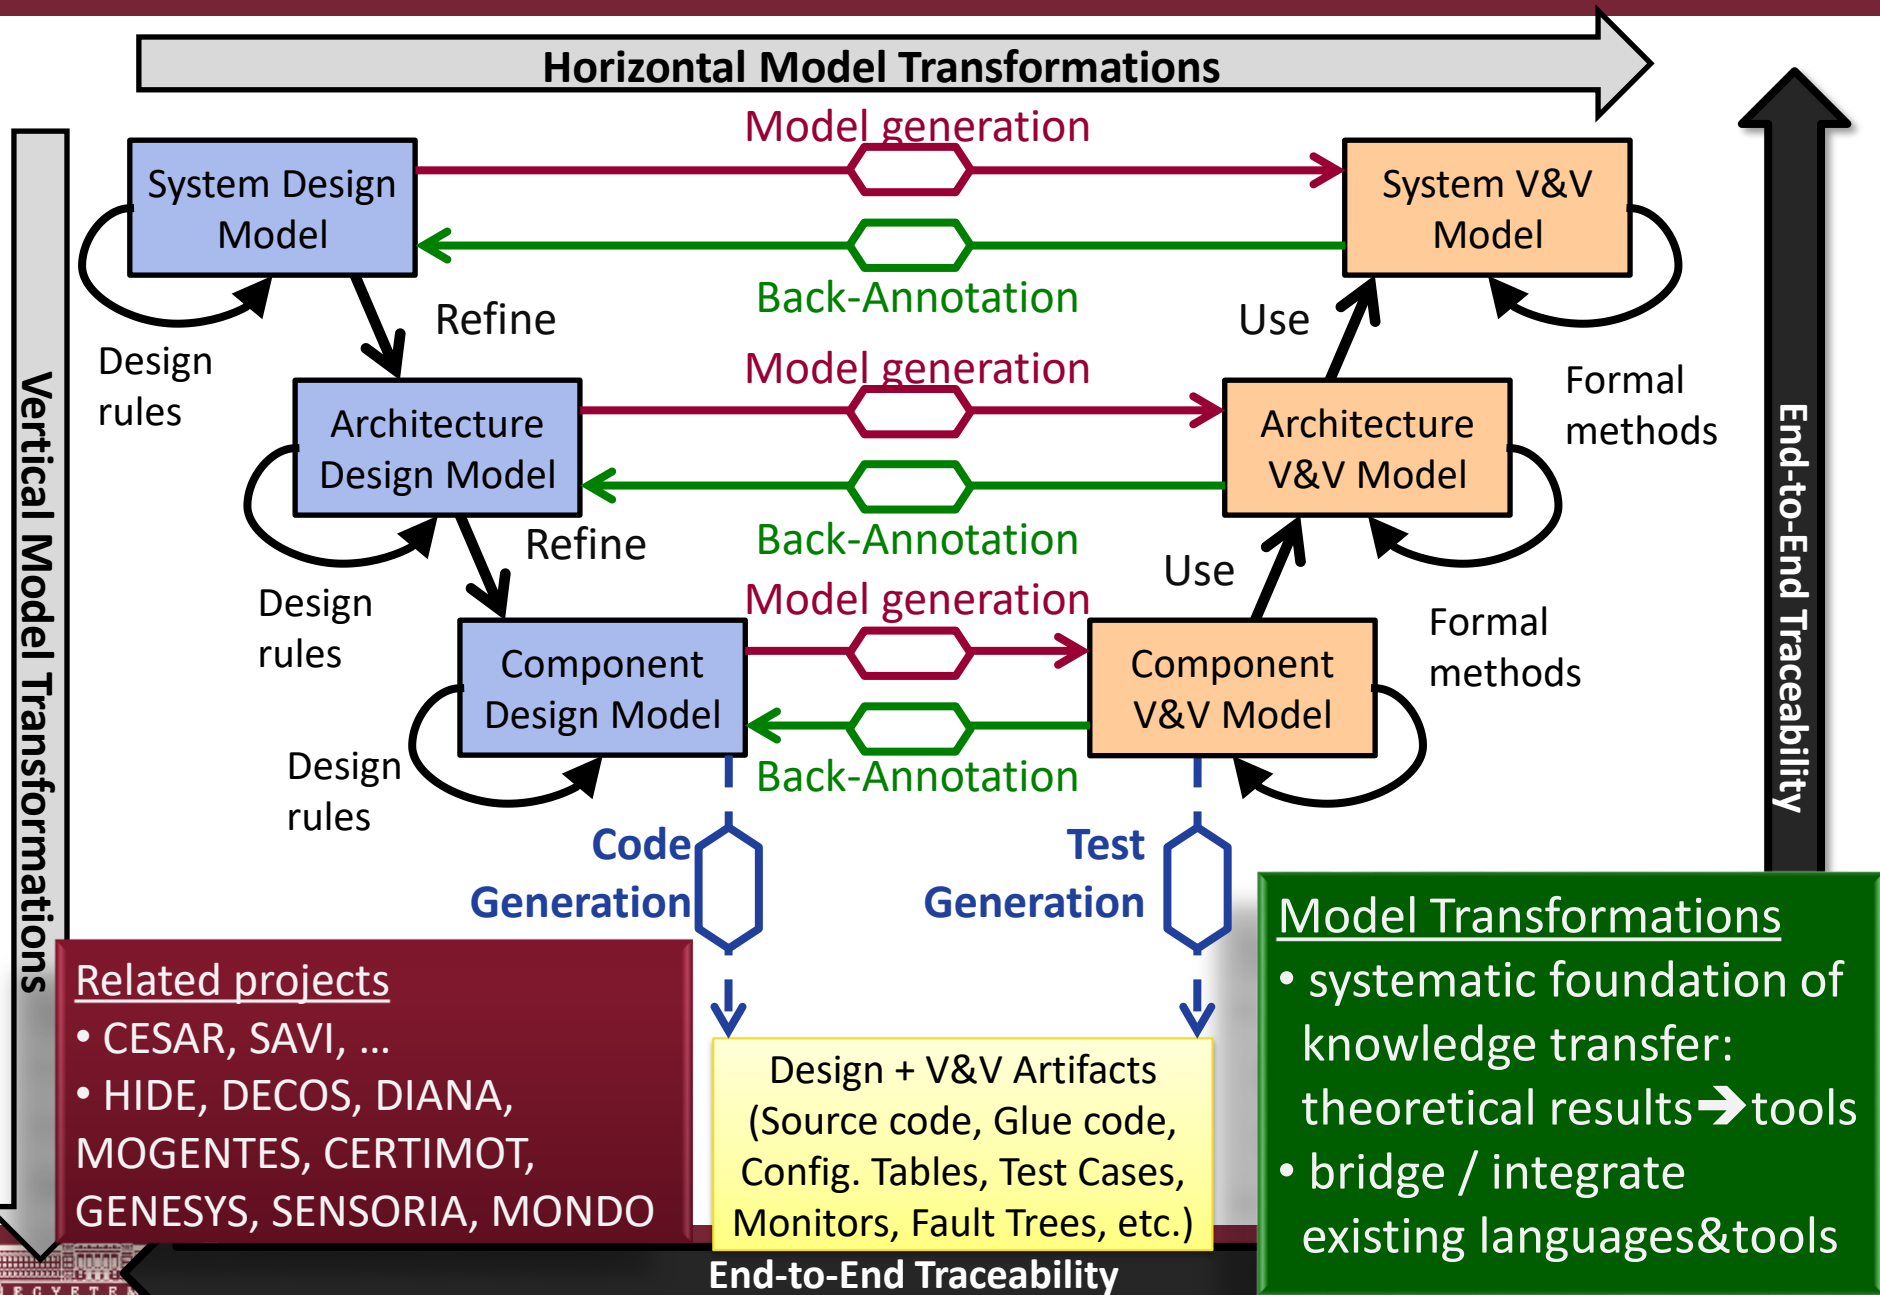 Horizontal Model Transformations
Model generation
System Design
Model
System V&V
Model
Back-Annotation
Refine
Use
Design
rules
Formal
methods
Model generation
Architecture
Design Model
Architecture
V&V Model
Back-Annotation
Refine
Use
Design
rules
Formal
methods
Model generation
Component
Design Model
Component
V&V Model
Back-Annotation
Design
rules
Code
Generation
Test
Generation
Vertical Model Transformations
End-to-End Traceability
Related projects
• CESAR, SAVI, ...
• HIDE, DECOS, DIANA,
MOGENTES, CERTIMOT,
GENESYS, SENSORIA, MONDO
Design + V&V Artifacts
(Source code, Glue code,
Config. Tables, Test Cases,
Monitors, Fault Trees, etc.)
Model Transformations
• systematic foundation of
knowledge transfer:
theoretical results➔tools
• bridge / integrate
existing languages&tools
End-to-End Traceability